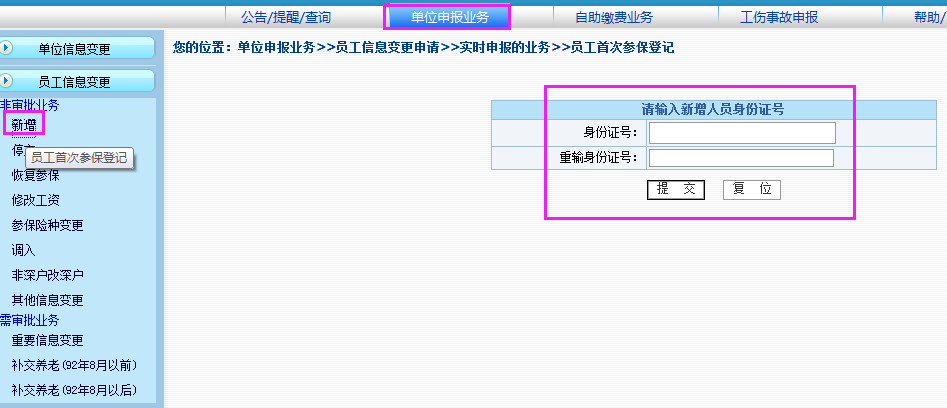 公告/提醒/查询 单位申报业务 自助缴费业务 工伤事故申报 帮助/
单位信息变更
员工信息变更
非审批业务
新增
员工首次参保登记
恢复参保
修改工资
参保险种变更
调入
非深户改深户
其他信息变更
需审批业务
重要信息变更
补交养老(92年8月以前)
补交养老(92年8月以后)
您的位置：单位申报业务>>员工信息变更申请>>实时申报的业务>>员工首次参保登记
请输入新增人员身份证号
身份证号：
重输身份证号：
提 交 复 位